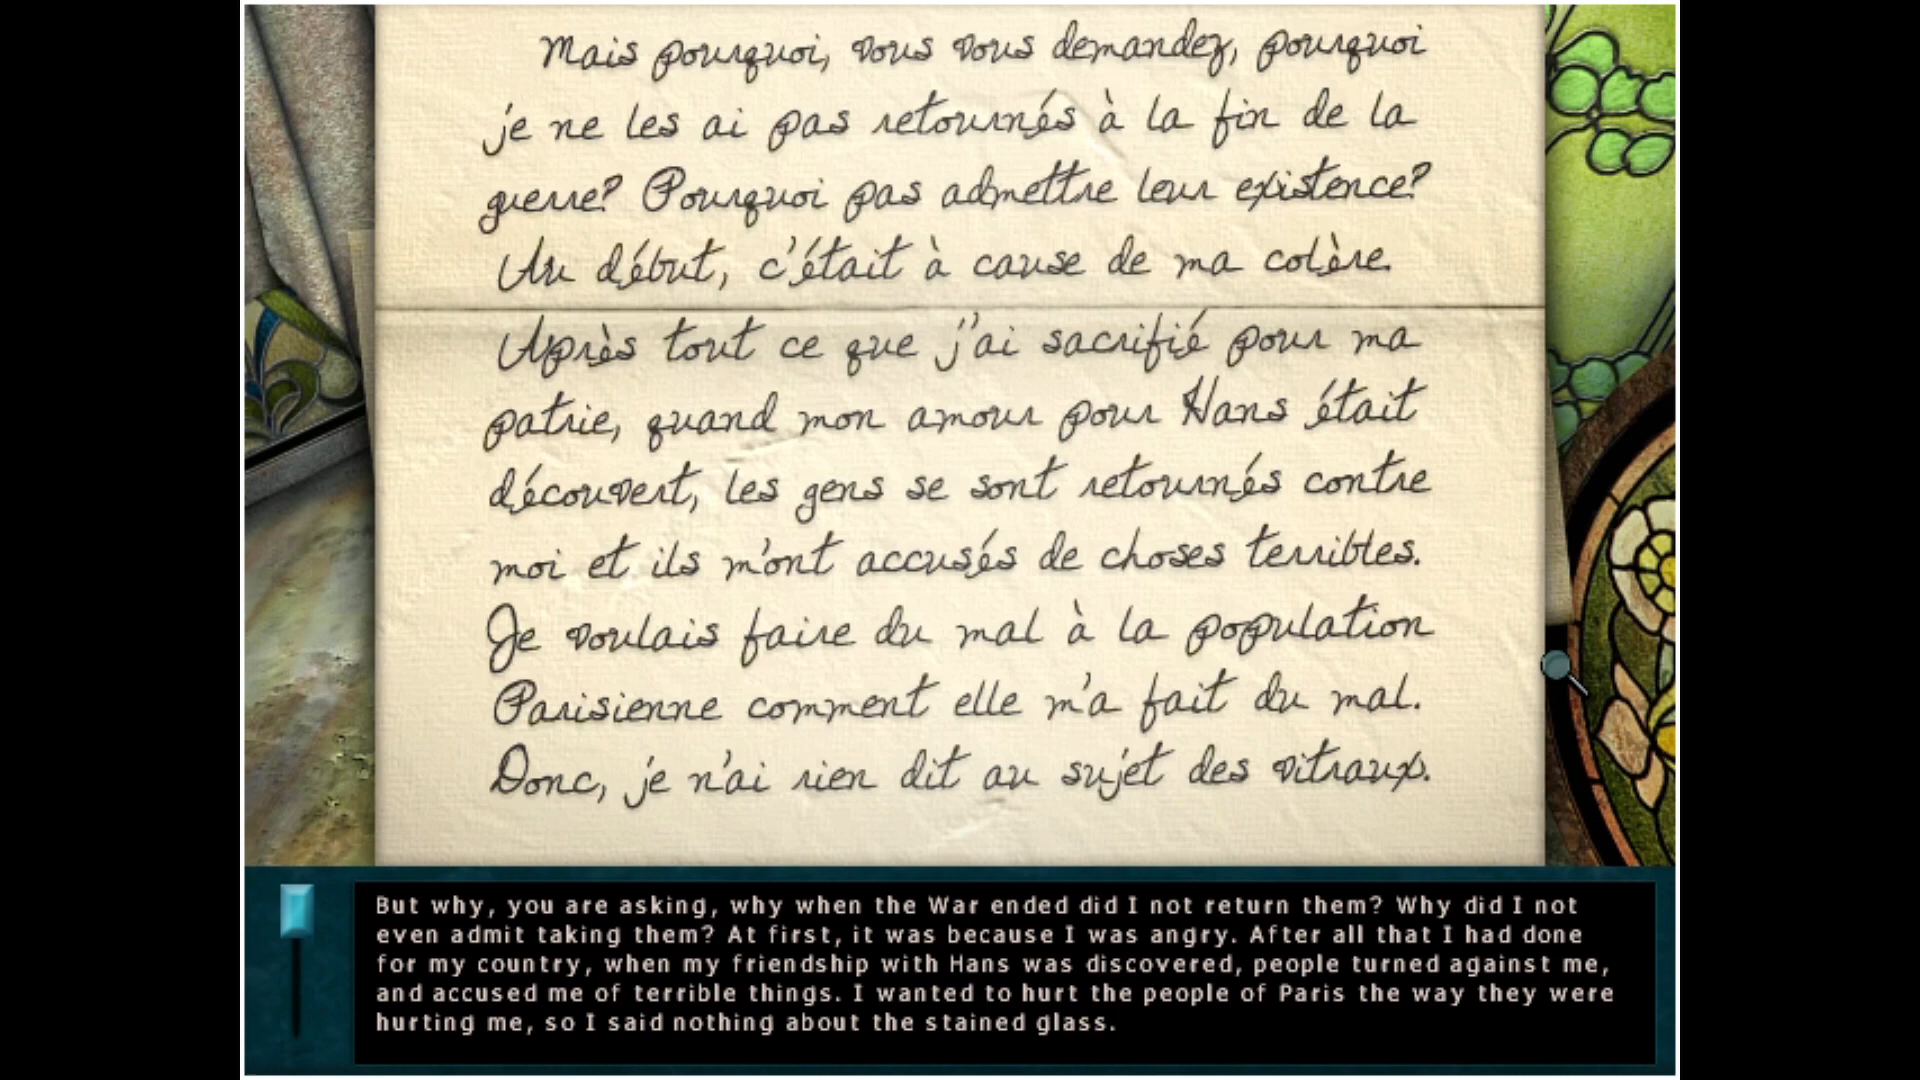 Mais pourquoi, vous vous demandez, pourquoi
je ne les ai pas retournés à la fin de la
guerre? Pourquoi pas admettre leur existence?
Au début, c'était à cause de ma colère.
Après tout ce que j'ai sacrifié pour ma
patrie, quand mon amour pour Hans était
découvert, les gens se sont retournés contre
moi et ils m'ont accusés de choses terribles.
Je voulais faire du mal à la population
Parisienne comment elle m'a fait du mal.
Donc, je n'ai rien dit au sujet des vitraux.
But why, you are asking, why when the War ended did I not return them? Why did I not
even admit taking them? At first, it was because I was angry. After all that I had done
for my country, when my friendship with Hans was discovered, people turned against me,
and accused me of terrible things. I wanted to hurt the people of Paris the way they were
hurting me, so I said nothing about the stained glass.